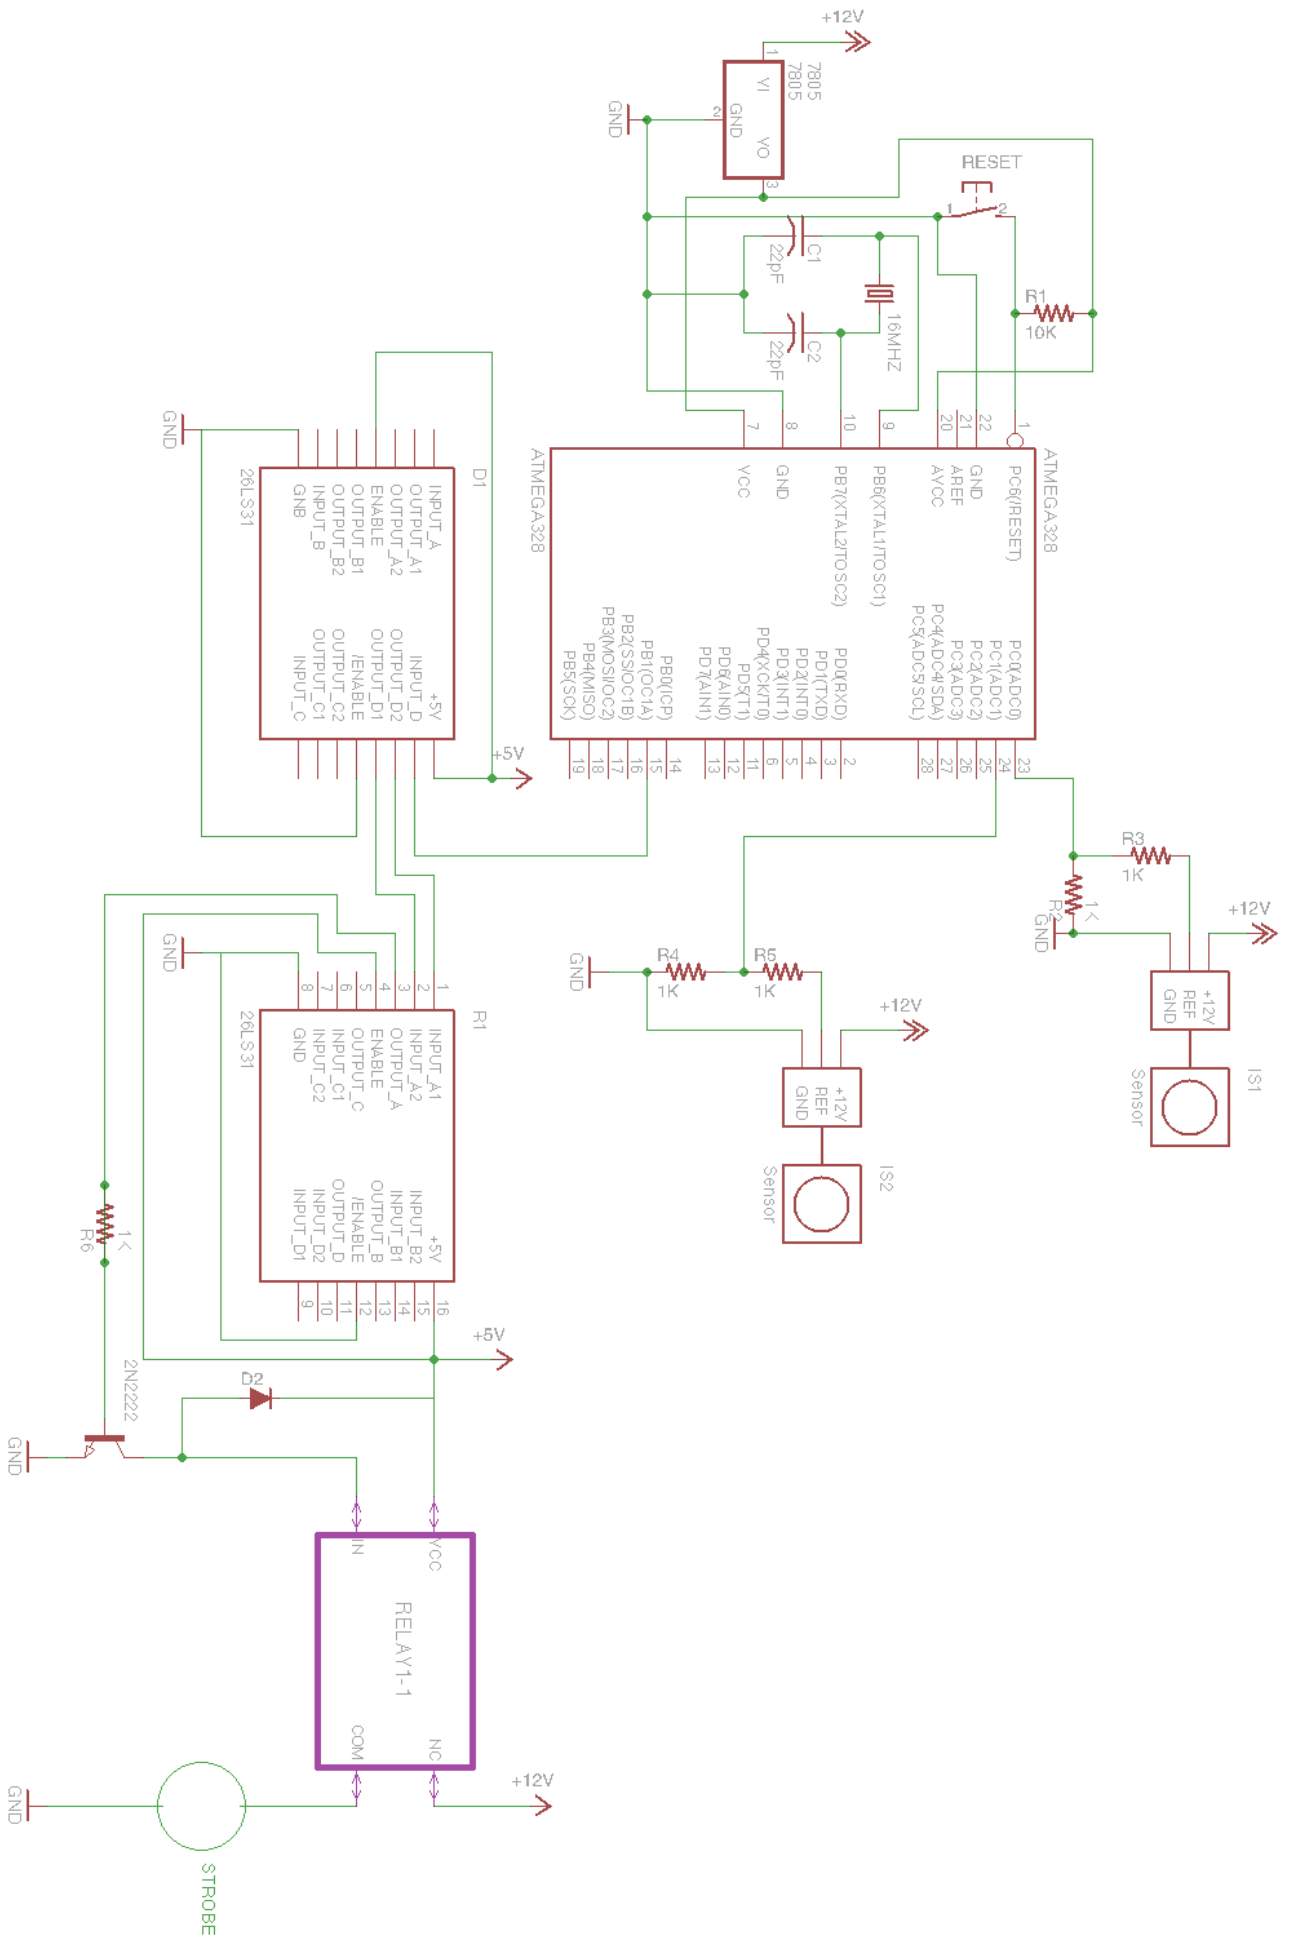 +12V
1
7805
7805
VI
GND
VO
2
3
GND
RESET
1
2
C1
22pF
C2
22pF
16MHZ
R1
10K
7
8
10
9
20
21
22
1
ATMEGA328
ATMEGA328
VCC
GND
PB7(XTAL2/TOSC2)
PB6(XTAL1/TOSC1)
AVCC
AREF
GND
PC6(/RESET)
PB5(SCK)
PB4(MISO)
PB3(MOSI/OC2)
PB2(SS/OC1B)
PB1(OC1A)
PB0(ICP)
PD7(AIN1)
PD6(AIN0)
PD5(T1)
PD4(XCK/T0)
PD3(INT1)
PD2(INT0)
PD1(TXD)
PD0(RXD)
PC5(ADC5/SCL)
PC4(ADC4/SDA)
PC3(ADC3)
PC2(ADC2)
PC1(ADC1)
PC0(ADC0)
19
18
17
16
15
14
13
12
11
6
5
4
3
2
28
27
26
25
24
23
GND
D1
26LS31
GNB
INPUT_B
OUTPUT_B2
OUTPUT_B1
ENABLE
OUTPUT_A2
OUTPUT_A1
INPUT_A
INPUT_C
OUTPUT_C1
OUTPUT_C2
/ENABLE
OUTPUT_D1
OUTPUT_D2
INPUT_D
+5V
+5V
R3
1K
R2
1K
GND
+12V
+12V
REF
GND
IS1
Sensor
R4
1K
R5
1K
GND
+12V
+12V
REF
GND
IS2
Sensor
GND
8
7
6
5
4
3
2
1
R1
26LS31
GND
INPUT_C2
INPUT_C1
OUTPUT_C
ENABLE
OUTPUT_A
INPUT_A2
INPUT_A1
INPUT_D1
INPUT_D2
OUTPUT_D
/ENABLE
OUTPUT_B
INPUT_B1
INPUT_B2
+5V
9
10
11
12
13
14
15
16
R6
1K
+5V
D2
2N2222
GND
IN
VCC
RELAY1-1
COM
NC
+12V
GND
STROBE